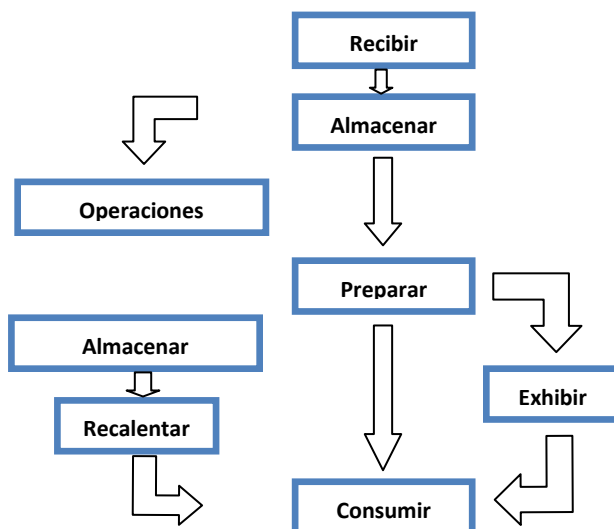 Recibir
Almacenar
Operaciones
Preparar
Almacenar
Exhibir
Recalentar
Consumir